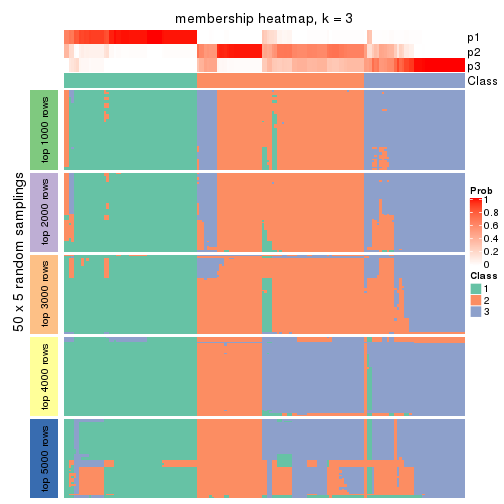 membership heatmap, k = 3
p1
p2
p3
Class
50 x 5 random samplings
top 1000 rows
top 2000 rows
top 3000 rows
top 4000 rows
top 5000 rows
Prob
1
0.8
0.6
0.4
0.2
0
Class
1
2
3